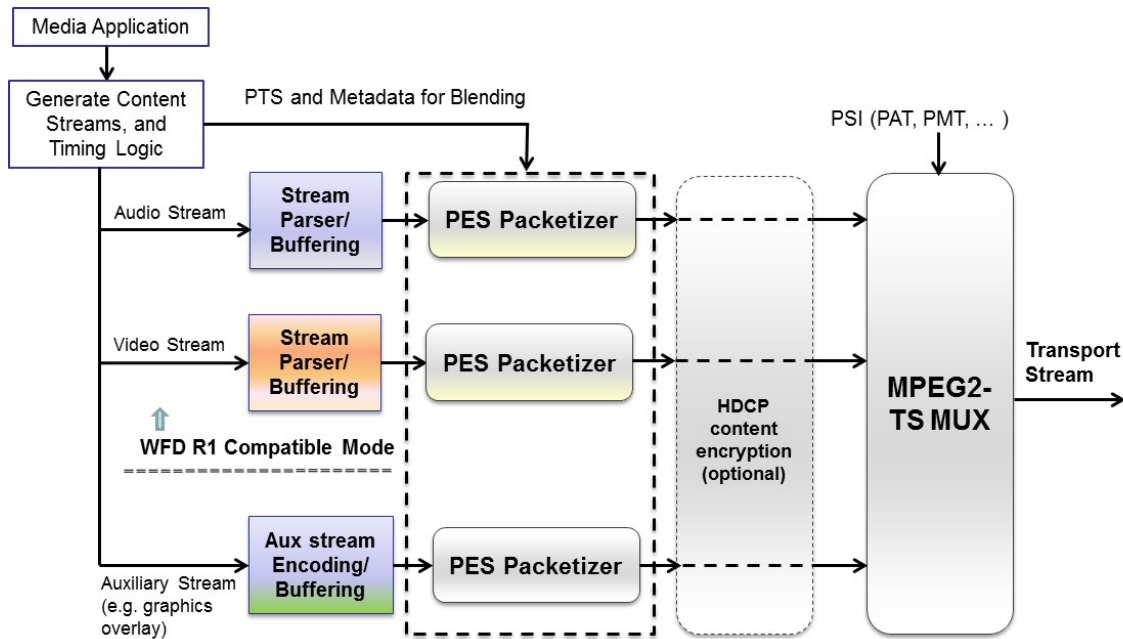 Media Application
Generate Content
Streams, and
Timing Logic
PTS and Metadata for Blending
PSI (PAT, PMT, ... )
Audio Stream
Stream
Parser/
Buffering
PES Packetizer
Video Stream
Stream
Parser/
Buffering
PES Packetizer
WFD R1 Compatible Mode
HDCP
content
encryption
(optional)
MPEG2-
TS MUX
Transport
Stream
Aux stream
Encoding/
Buffering
PES Packetizer
Auxiliary Stream
(e.g. graphics
overlay)